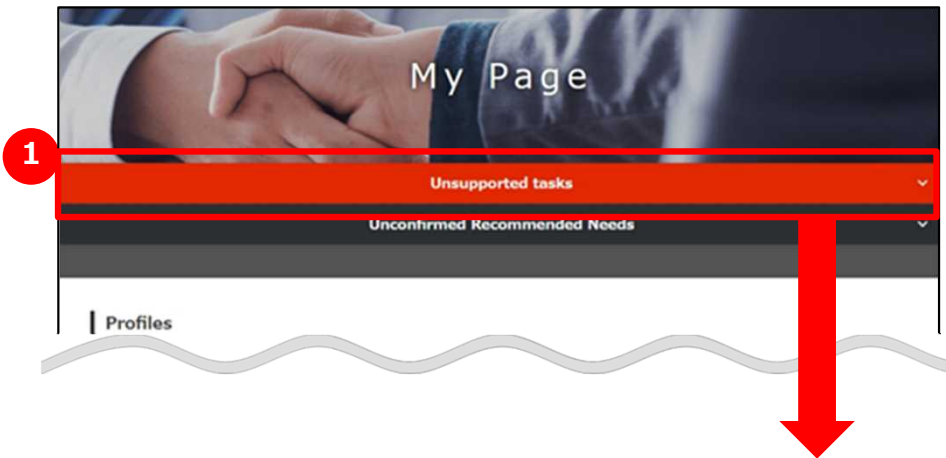 My Page
1
Unsupported tasks
Unconfirmed Recommended Needs
Profiles